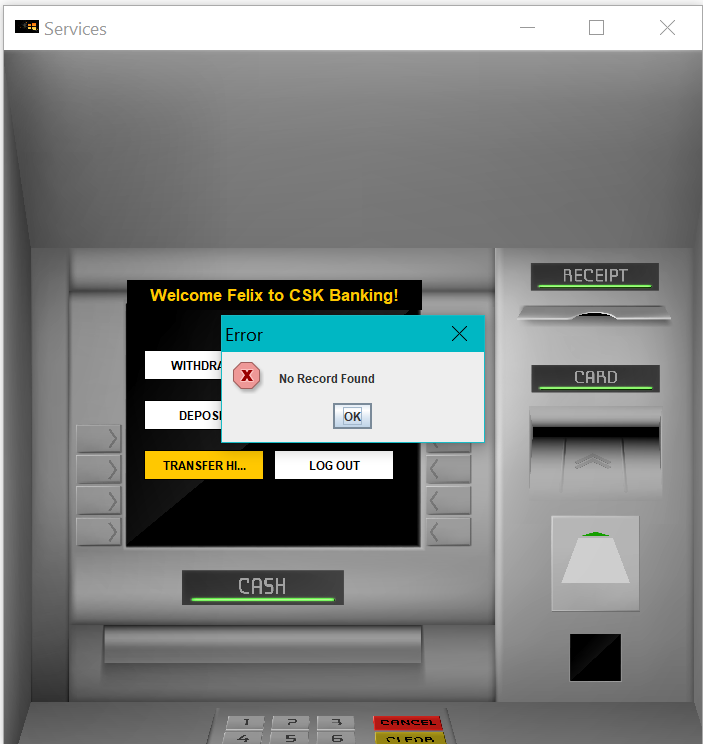 Services
RECEIPT
Welcome Felix to CSK Banking!
Error
WITHDRA
No Record Found
CARD
DEPOSI
OK
TRANSFER HI...
LOG OUT
CASH
1 2 3 CANCEL
4 5 6 CLEAR